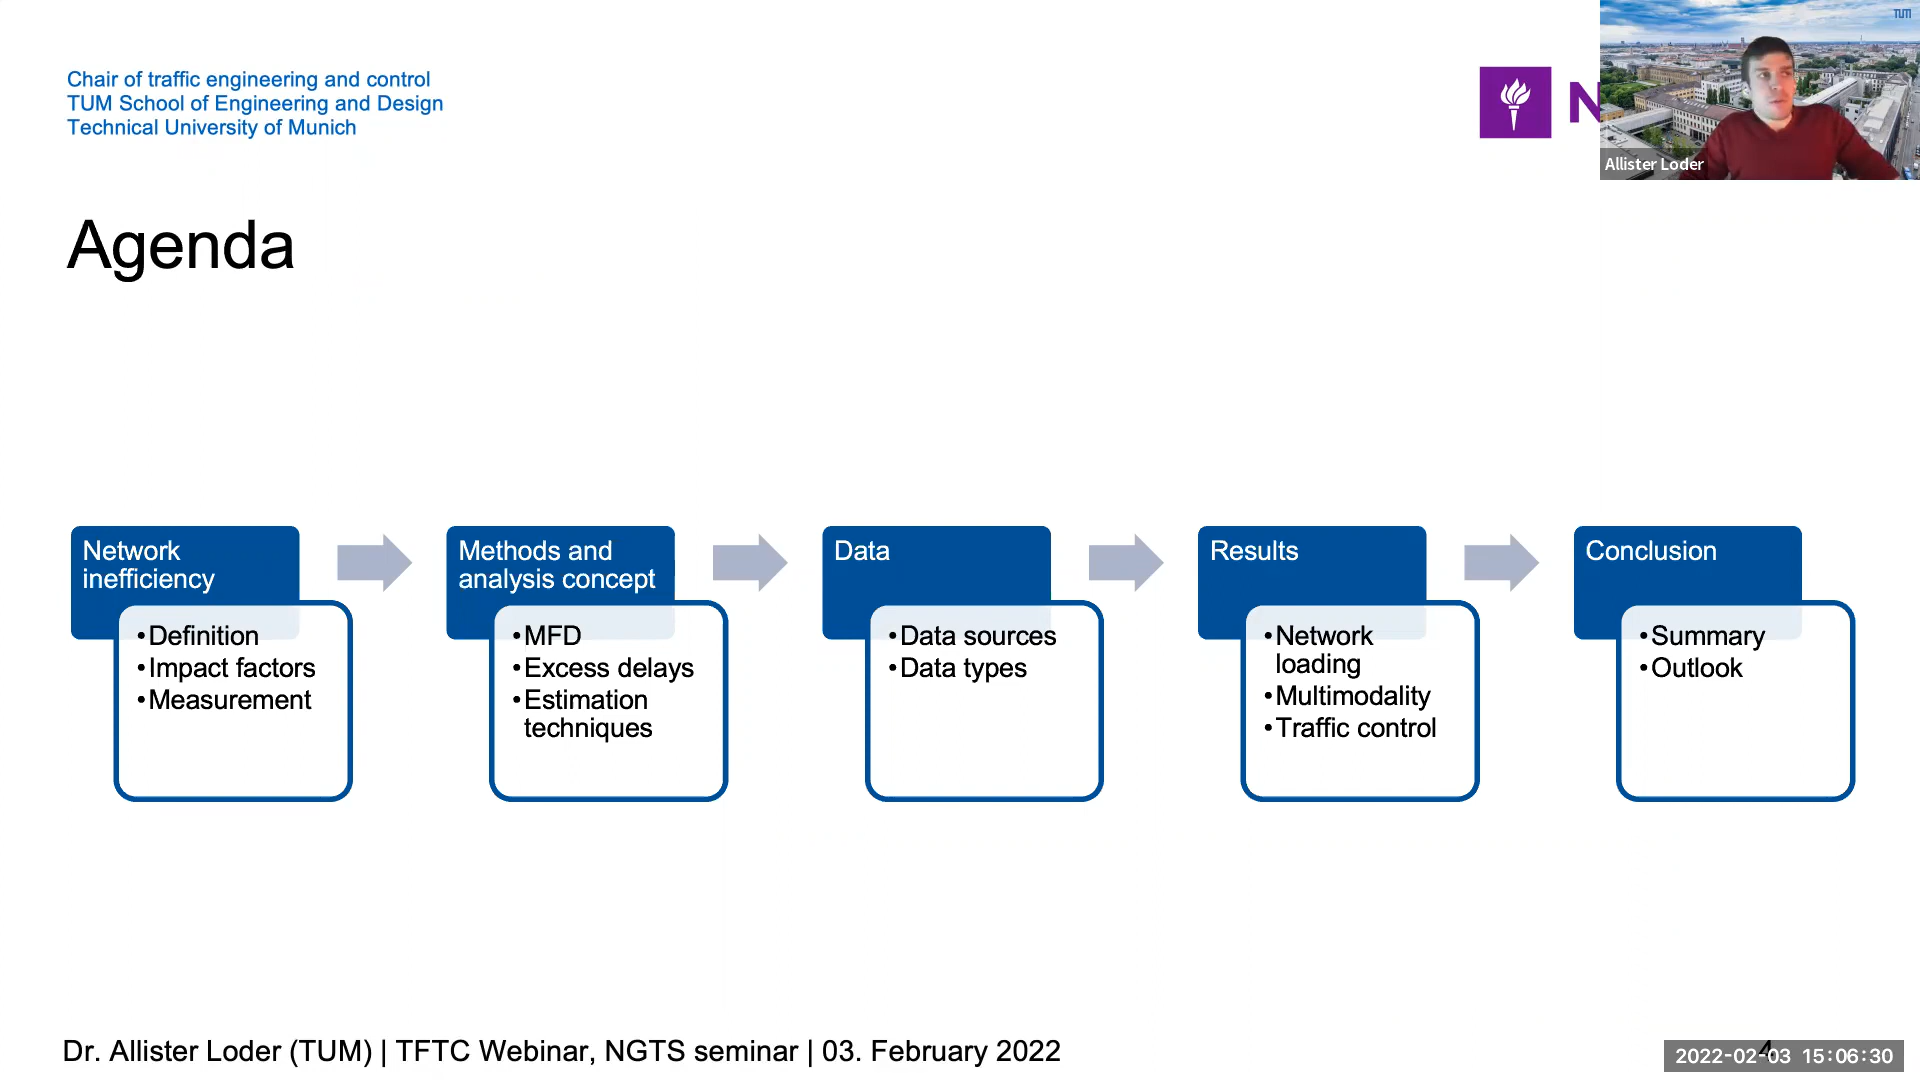 Chair of traffic engineering and control
TUM School of Engineering and Design
Technical University of Munich
N
TUM
Allister Loder
Agenda
Network
inefficiency
•Definition
•Impact factors
•Measurement
Methods and
analysis concept
•MFD
•Excess delays
•Estimation
techniques
Data
•Data sources
•Data types
Results
•Network
loading
•Multimodality
•Traffic control
Conclusion
•Summary
•Outlook
Dr. Allister Loder (TUM) | TFTC Webinar, NGTS seminar | 03. February 2022
4
2022-02-03 15:06:30